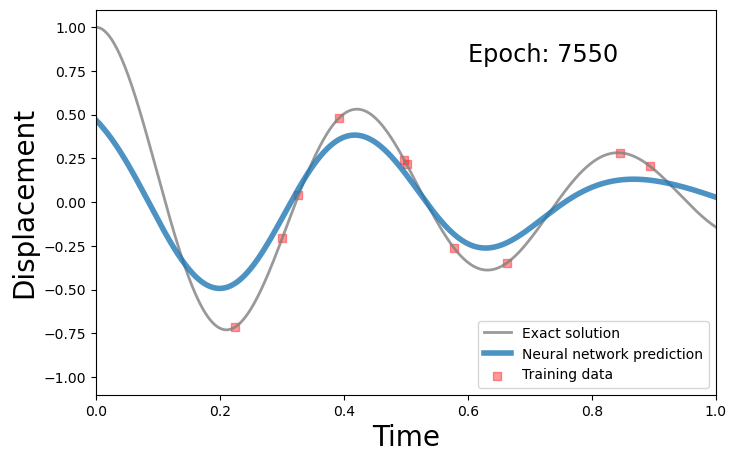 Epoch: 7550
1.00
0.75
0.50
0.25
0.00
−0.25
−0.50
−0.75
−1.00
Displacement
0.0
0.2
0.4
0.6
0.8
1.0
Time
Exact solution
Neural network prediction
Training data